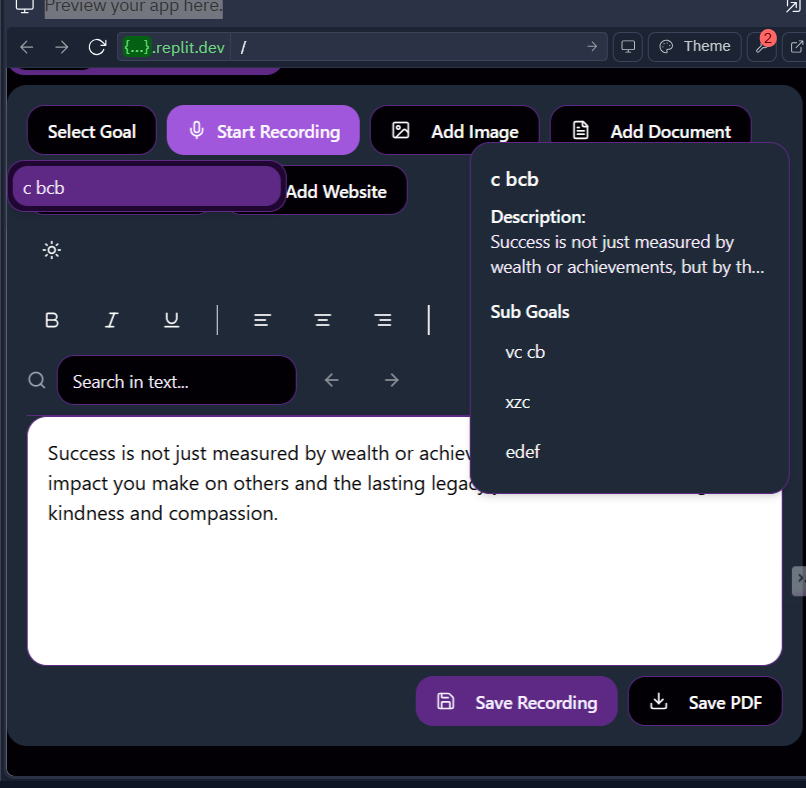 Preview your app here.
{...}.replit.dev / Theme 2
Select Goal Start Recording Add Image Add Document
c bcb
Add Website
c bcb
Description:
Success is not just measured by
wealth or achievements, but by th...
Sub Goals
vc cb
xzc
edef
B I U
Search in text...
Success is not just measured by wealth or achiev
impact you make on others and the lasting legacy
kindness and compassion.
Save Recording Save PDF